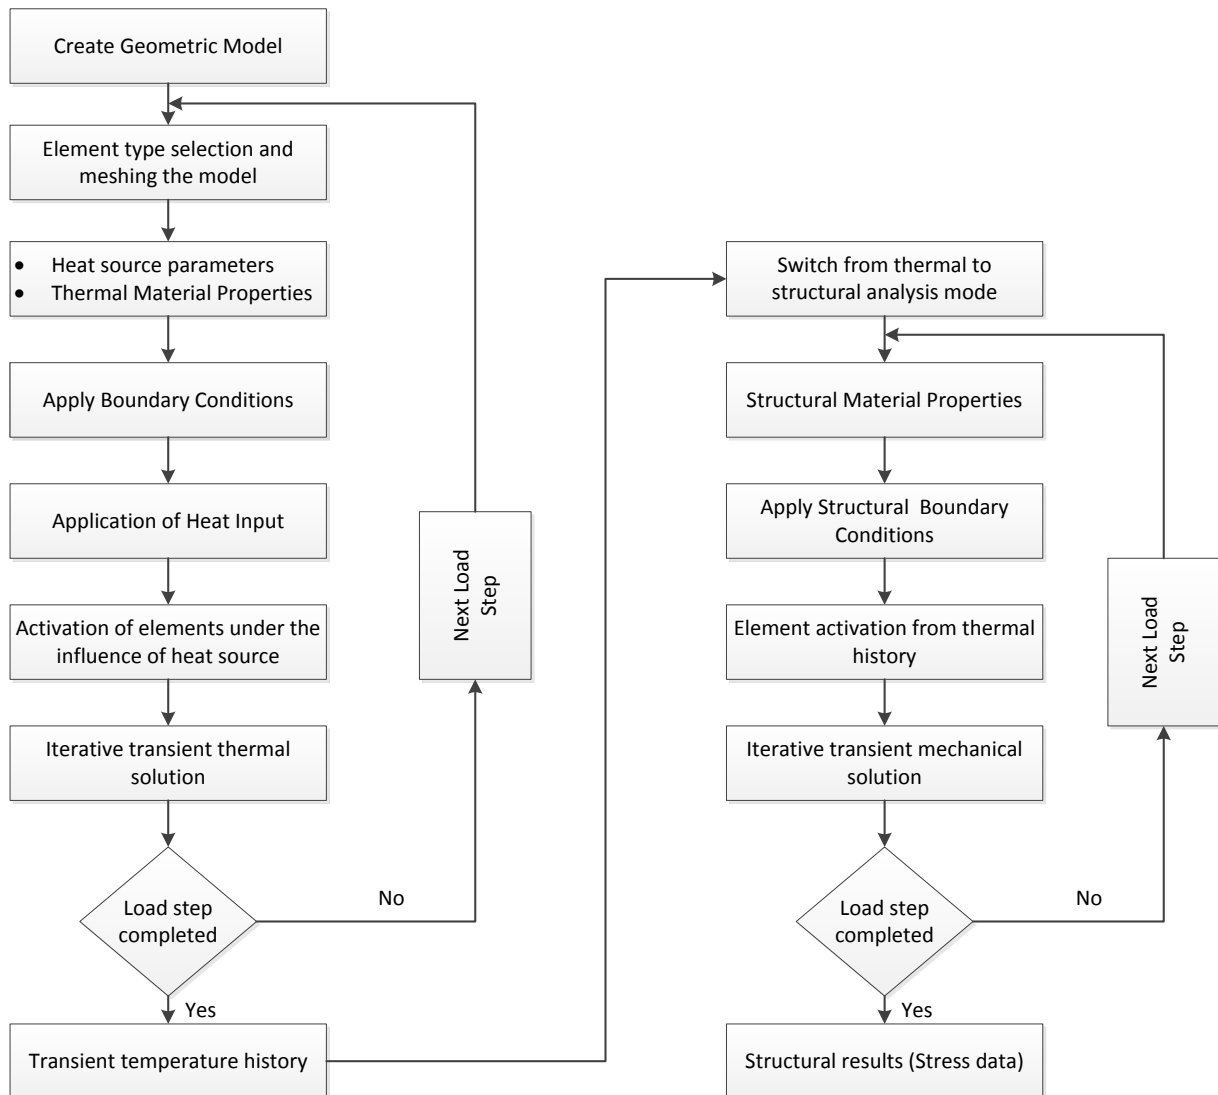 Create Geometric Model
Element type selection and
meshing the model
• Heat source parameters
• Thermal Material Properties
Apply Boundary Conditions
Application of Heat Input
Activation of elements under the
influence of heat source
Iterative transient thermal
solution
Load step
completed
No
Yes
Next Load
Step
Transient temperature history
Switch from thermal to
structural analysis mode
Structural Material Properties
Apply Structural  Boundary
Conditions
Element activation from thermal
history
Iterative transient mechanical
solution
Load step
completed
No
Yes
Next Load
Step
Structural results (Stress data)